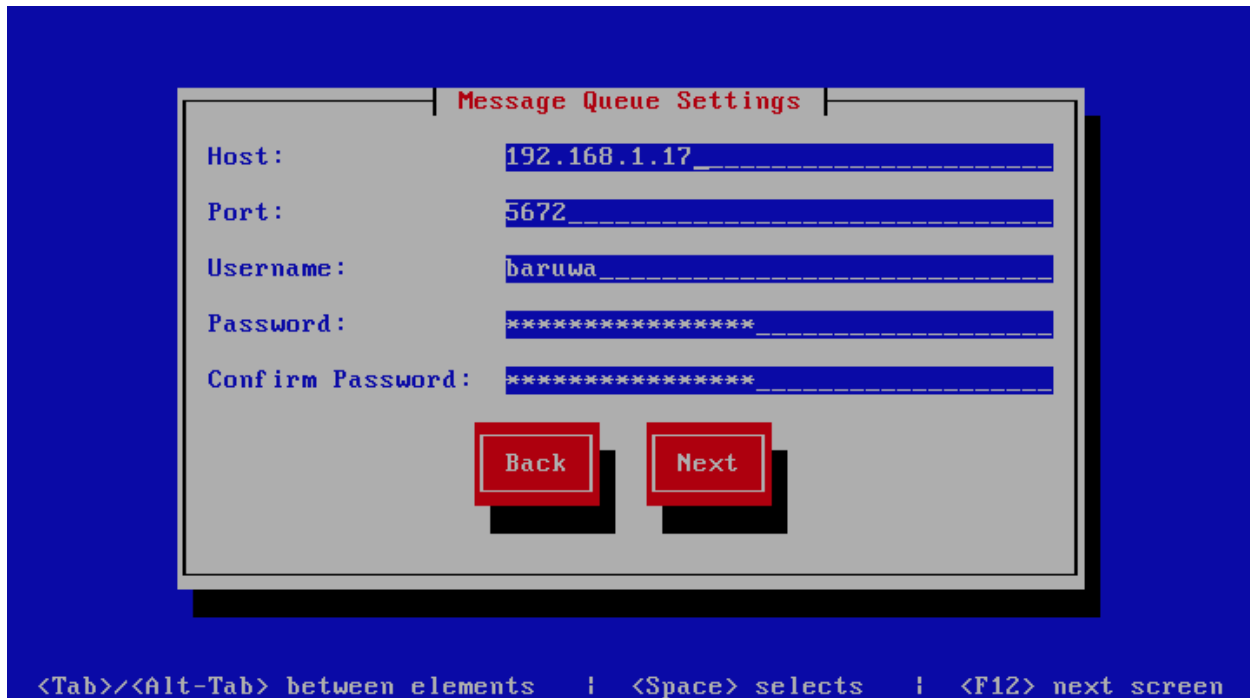 Message Queue Settings
Host: 192.168.1.17_
Port: 5672
Username: baruwa
Password: ****************
Confirm Password: ****************
Back Next
<Tab>/<Alt-Tab> between elements | <Space> selects | <F12> next screen